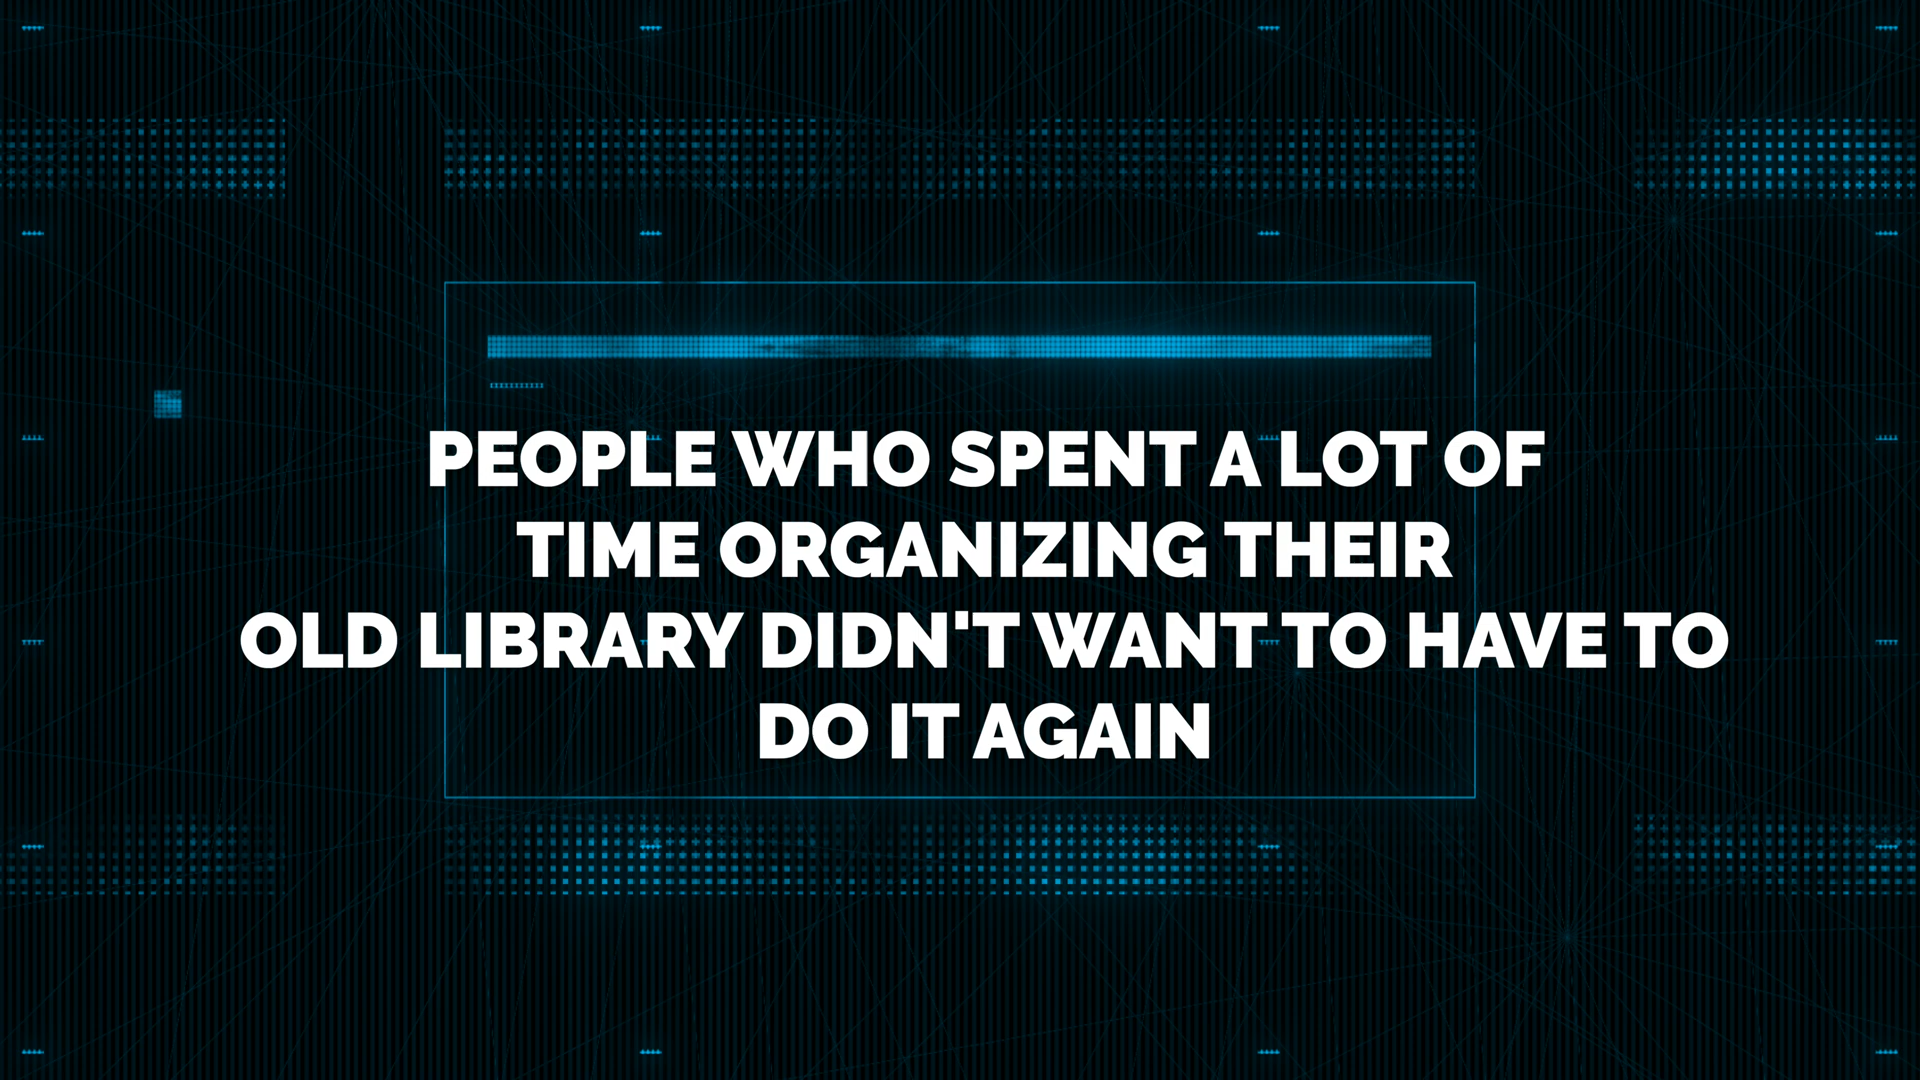 PEOPLE WHO SPENT A LOT OF
TIME ORGANIZING THEIR
OLD LIBRARY DIDN'T WANT TO HAVE TO
DO IT AGAIN